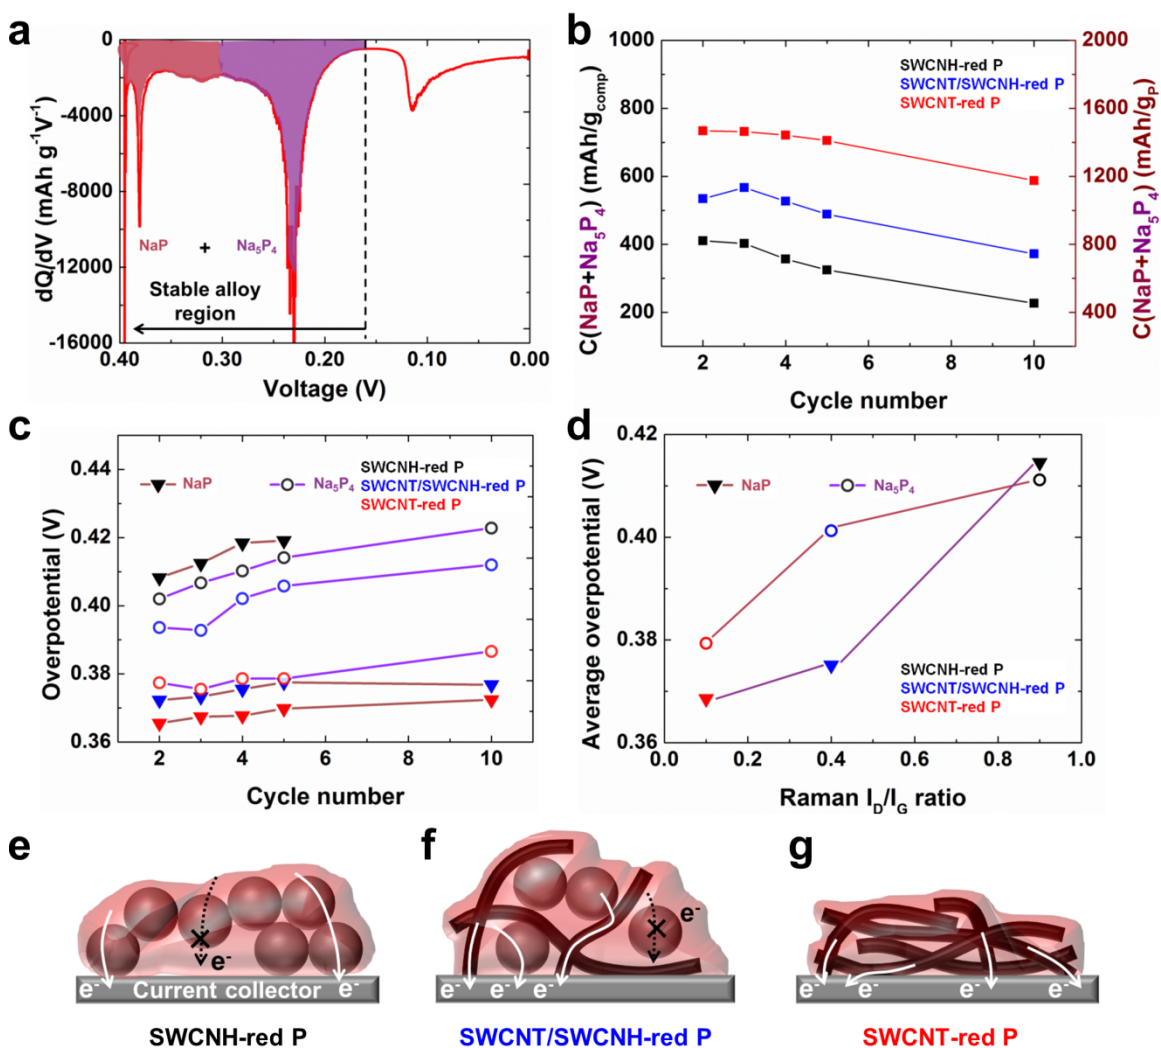 a
dQ/dV (mAh g⁻¹V⁻¹)
0
-4000
-8000
-12000
-16000
NaP + Na₅P₄
Stable alloy
region
0.40 0.30 0.20 0.10 0.00
Voltage (V)
b
C(NaP+Na₅P₄) (mAh/g_comp)
1000
800
600
400
200
SWCNH-red P
SWCNT/SWCNH-red P
SWCNT-red P
2000
1600
1200
800
400
C(NaP+Na₅P₄) (mAh/g_P)
2 4 6 8 10
Cycle number
c
Overpotential (V)
0.44
0.42
0.40
0.38
0.36
NaP Na₅P₄
SWCNH-red P
SWCNT/SWCNH-red P
SWCNT-red P
2 4 6 8 10
Cycle number
d
Average overpotential (V)
0.42
0.40
0.38
0.36
NaP Na₅P₄
SWCNH-red P
SWCNT/SWCNH-red P
SWCNT-red P
0.0 0.2 0.4 0.6 0.8 1.0
Raman I_D/I_G ratio
e
e⁻
e⁻ Current collector e⁻
SWCNH-red P
f
e⁻
e⁻ e⁻ e⁻
SWCNT/SWCNH-red P
g
e⁻ e⁻ e⁻ e⁻
SWCNT-red P